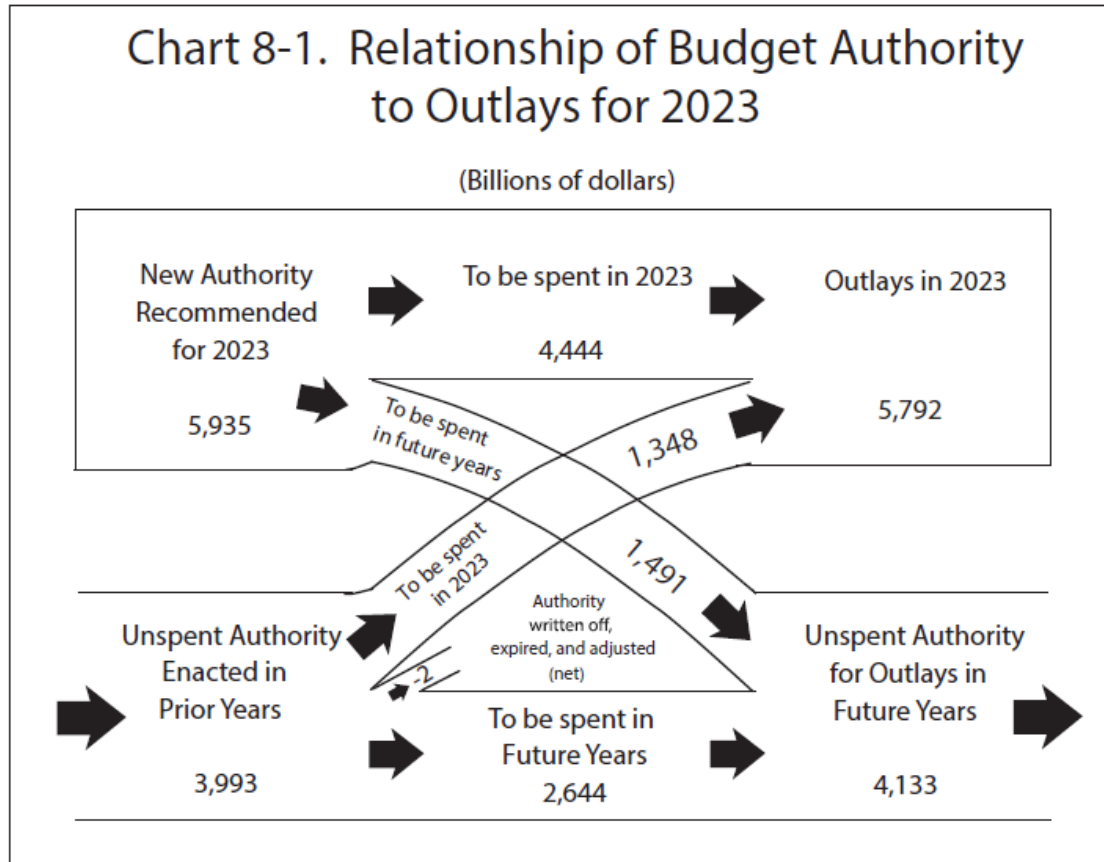 Chart 8-1. Relationship of Budget Authority
to Outlays for 2023
(Billions of dollars)
New Authority
Recommended
for 2023
5,935
To be spent in 2023
4,444
Outlays in 2023
5,792
To be spent
in future years
1,348
To be spent
in 2023
1,491
Authority
written off,
expired, and adjusted
(net)
-2
Unspent Authority
Enacted in
Prior Years
3,993
To be spent in
Future Years
2,644
Unspent Authority
for Outlays in
Future Years
4,133